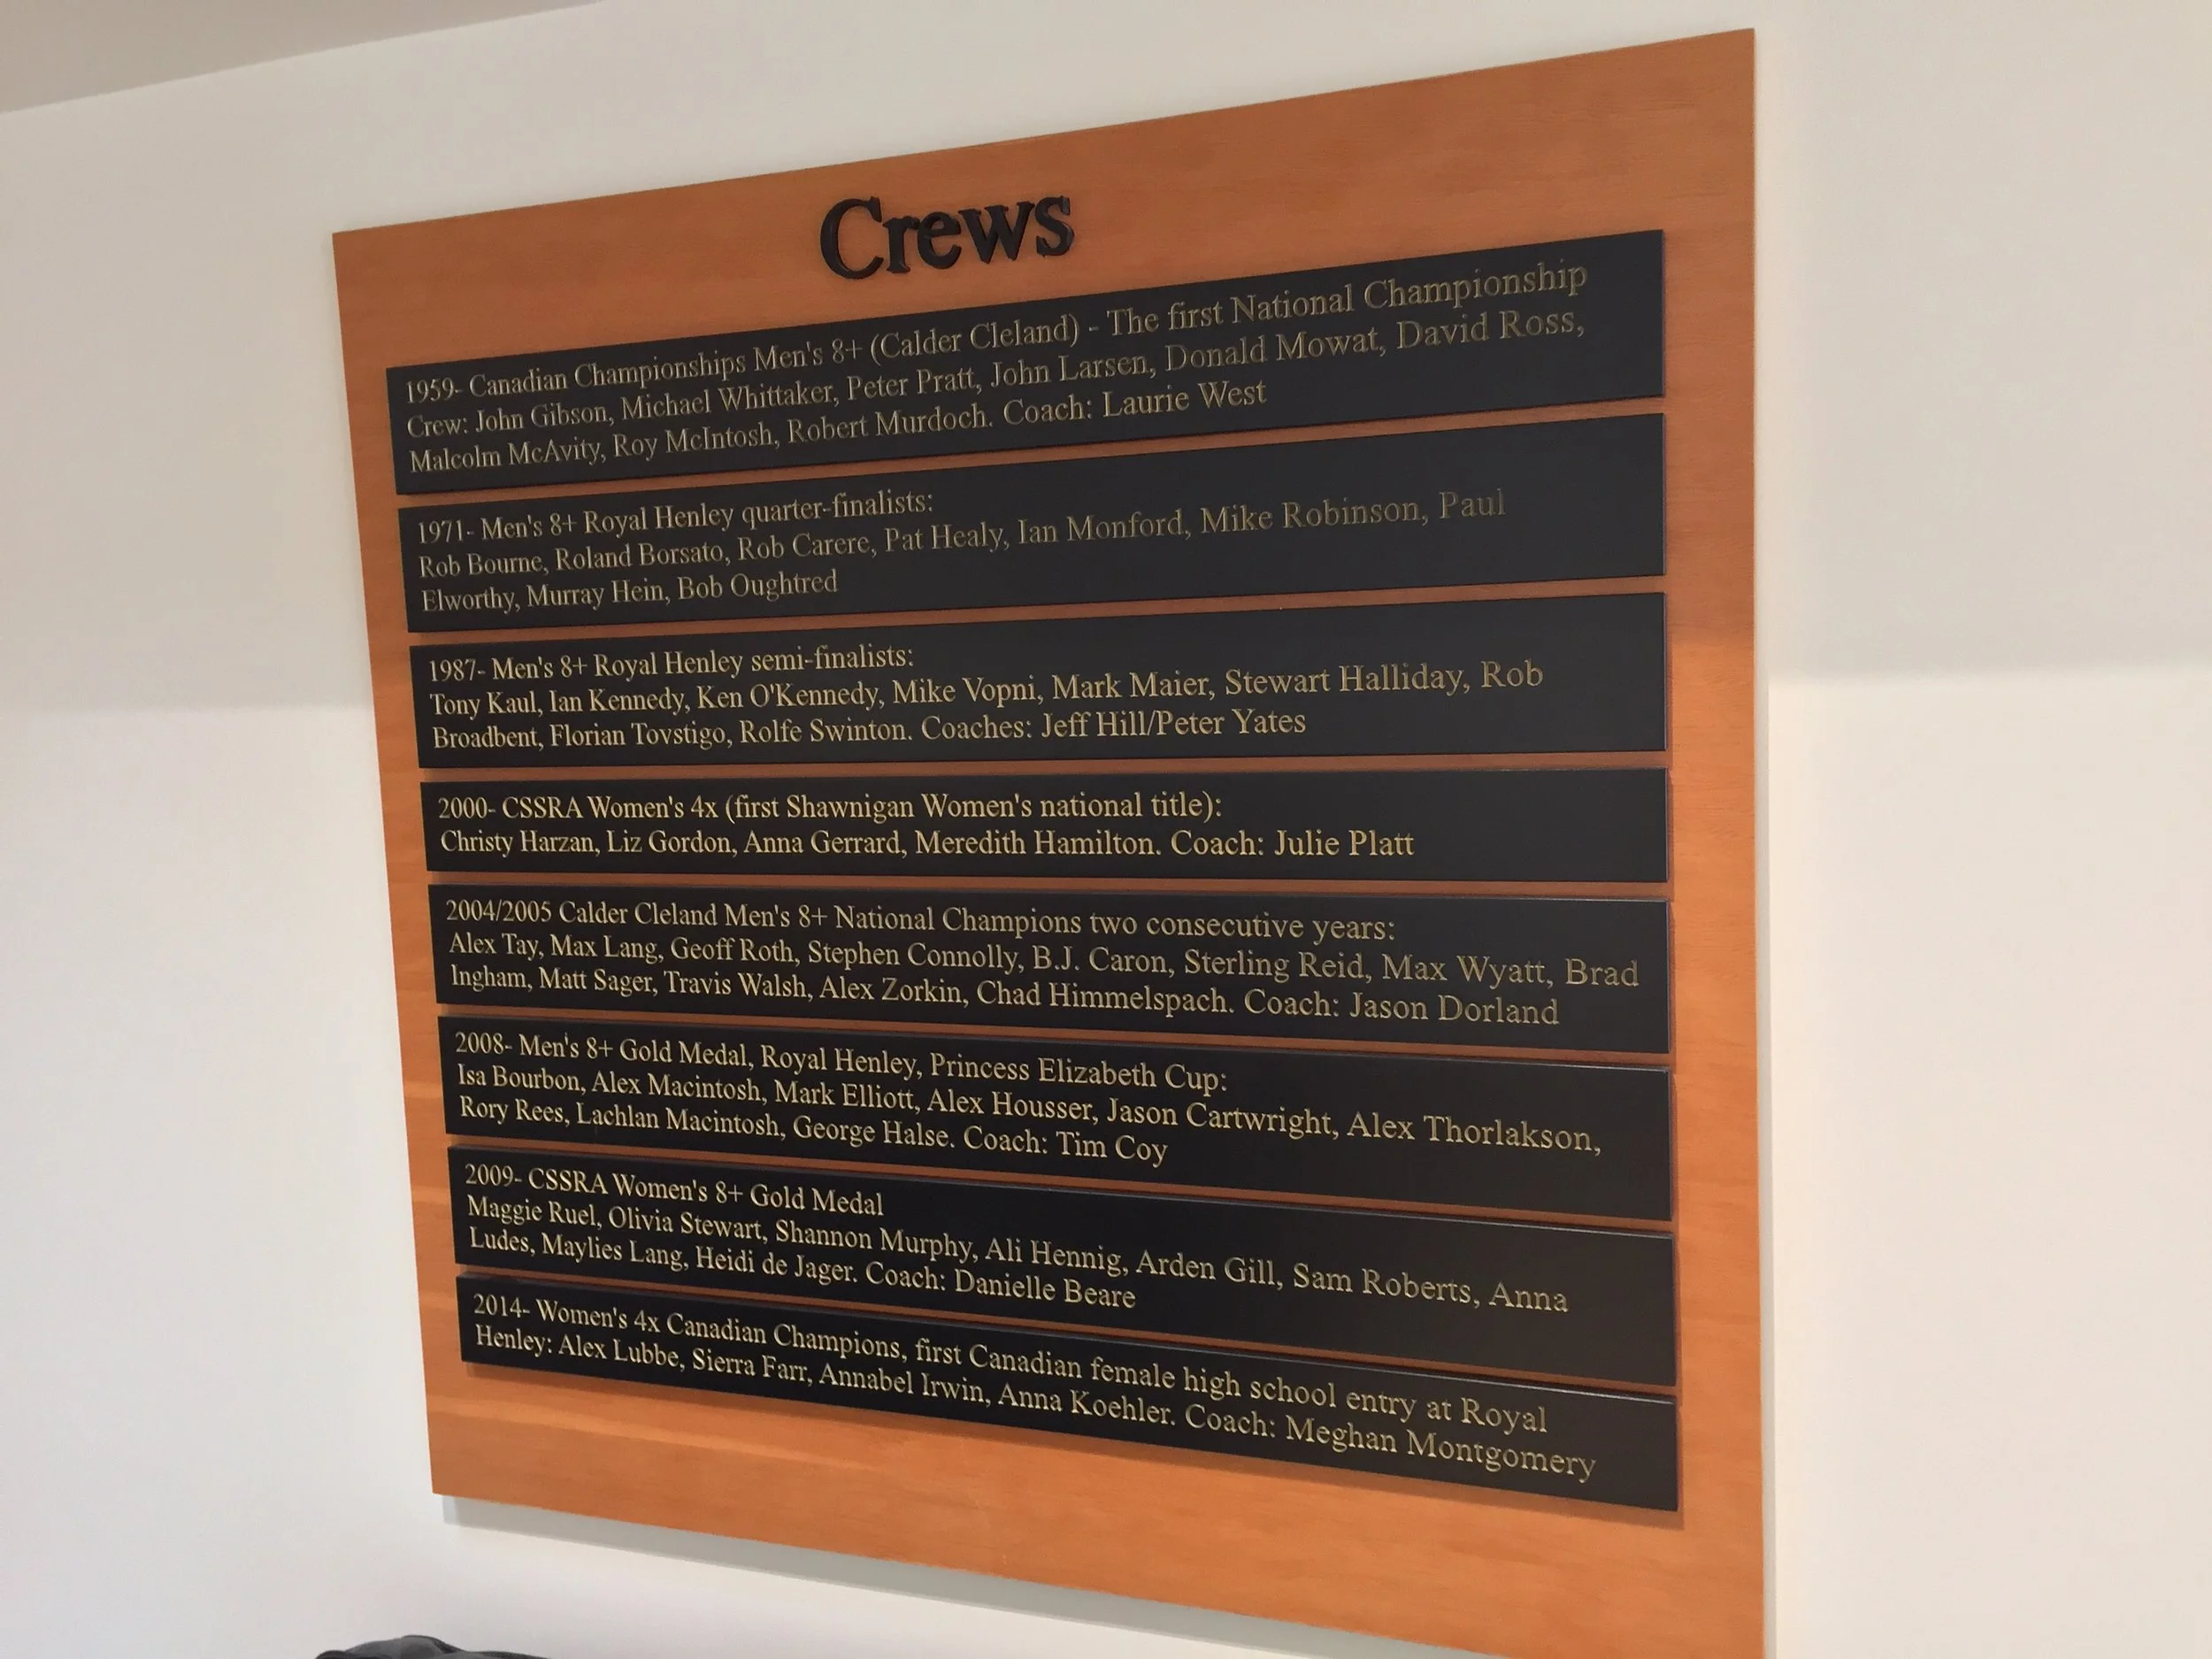 Crews
1959- Canadian Championships Men's 8+ (Calder Cleland) - The first National Championship
Crew: John Gibson, Michael Whittaker, Peter Pratt, John Larsen, Donald Mowat, David Ross,
Malcolm McAvity, Roy McIntosh, Robert Murdoch. Coach: Laurie West
1971- Men's 8+ Royal Henley quarter-finalists:
Rob Bourne, Roland Borsato, Rob Carere, Pat Healy, Ian Monford, Mike Robinson, Paul
Elworthy, Murray Hein, Bob Oughtred
1987- Men's 8+ Royal Henley semi-finalists:
Tony Kaul, Ian Kennedy, Ken O'Kennedy, Mike Vopni, Mark Maier, Stewart Halliday, Rob
Broadbent, Florian Tovstigo, Rolfe Swinton. Coaches: Jeff Hill/Peter Yates
2000- CSSRA Women's 4x (first Shawnigan Women's national title):
Christy Harzan, Liz Gordon, Anna Gerrard, Meredith Hamilton. Coach: Julie Platt
2004/2005 Calder Cleland Men's 8+ National Champions two consecutive years:
Alex Tay, Max Lang, Geoff Roth, Stephen Connolly, B.J. Caron, Sterling Reid, Max Wyatt, Brad
Ingham, Matt Sager, Travis Walsh, Alex Zorkin, Chad Himmelspach. Coach: Jason Dorland
2008- Men's 8+ Gold Medal, Royal Henley, Princess Elizabeth Cup:
Isa Bourbon, Alex Macintosh, Mark Elliott, Alex Housser, Jason Cartwright, Alex Thorlakson,
Rory Rees, Lachlan Macintosh, George Halse. Coach: Tim Coy
2009- CSSRA Women's 8+ Gold Medal
Maggie Ruel, Olivia Stewart, Shannon Murphy, Ali Hennig, Arden Gill, Sam Roberts, Anna
Ludes, Maylies Lang, Heidi de Jager. Coach: Danielle Beare
2014- Women's 4x Canadian Champions, first Canadian female high school entry at Royal
Henley: Alex Lubbe, Sierra Farr, Annabel Irwin, Anna Koehler. Coach: Meghan Montgomery